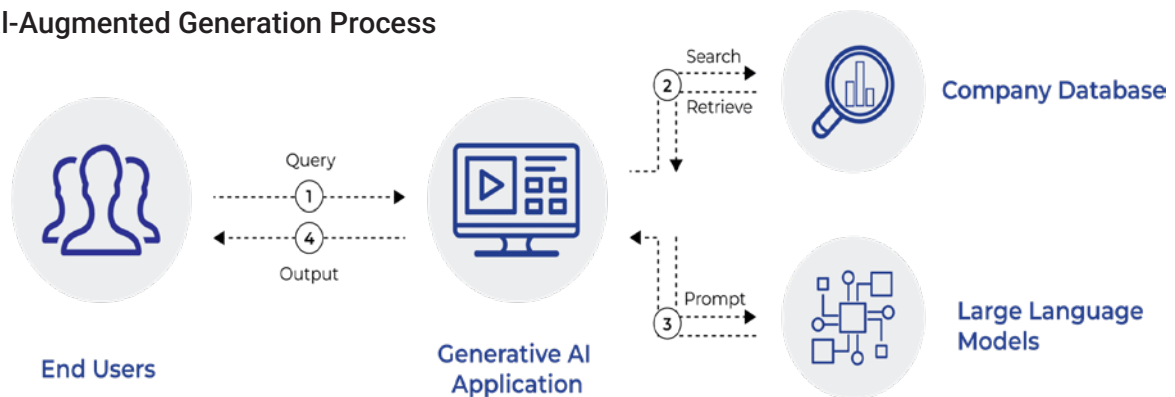 l-Augmented Generation Process
Search
2
Retrieve
Company Database
Query
1
4
Output
Prompt
3
End Users
Generative AI
Application
Large Language
Models